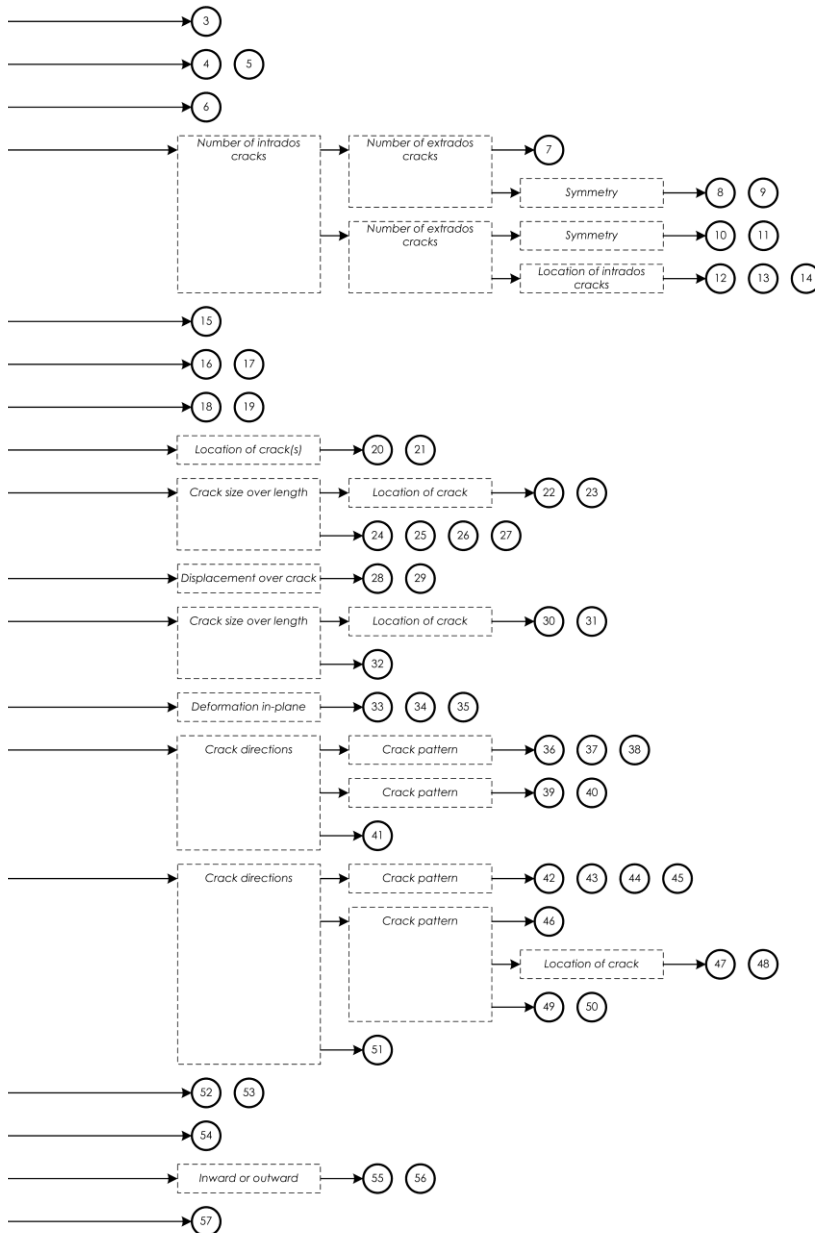 3
4 5
6
Number of intrados
cracks
Number of extrados
cracks
7
Symmetry
8 9
Number of extrados
cracks
Symmetry
10 11
Location of intrados
cracks
12 13 14
15
16 17
18 19
Location of crack(s)
20 21
Crack size over length
Location of crack
22 23
24 25 26 27
Displacement over crack
28 29
Crack size over length
Location of crack
30 31
32
Deformation in-plane
33 34 35
Crack directions
Crack pattern
36 37 38
Crack pattern
39 40
41
Crack directions
Crack pattern
42 43 44 45
Crack pattern
46
Location of crack
47 48
49 50
51
52 53
54
Inward or outward
55 56
57